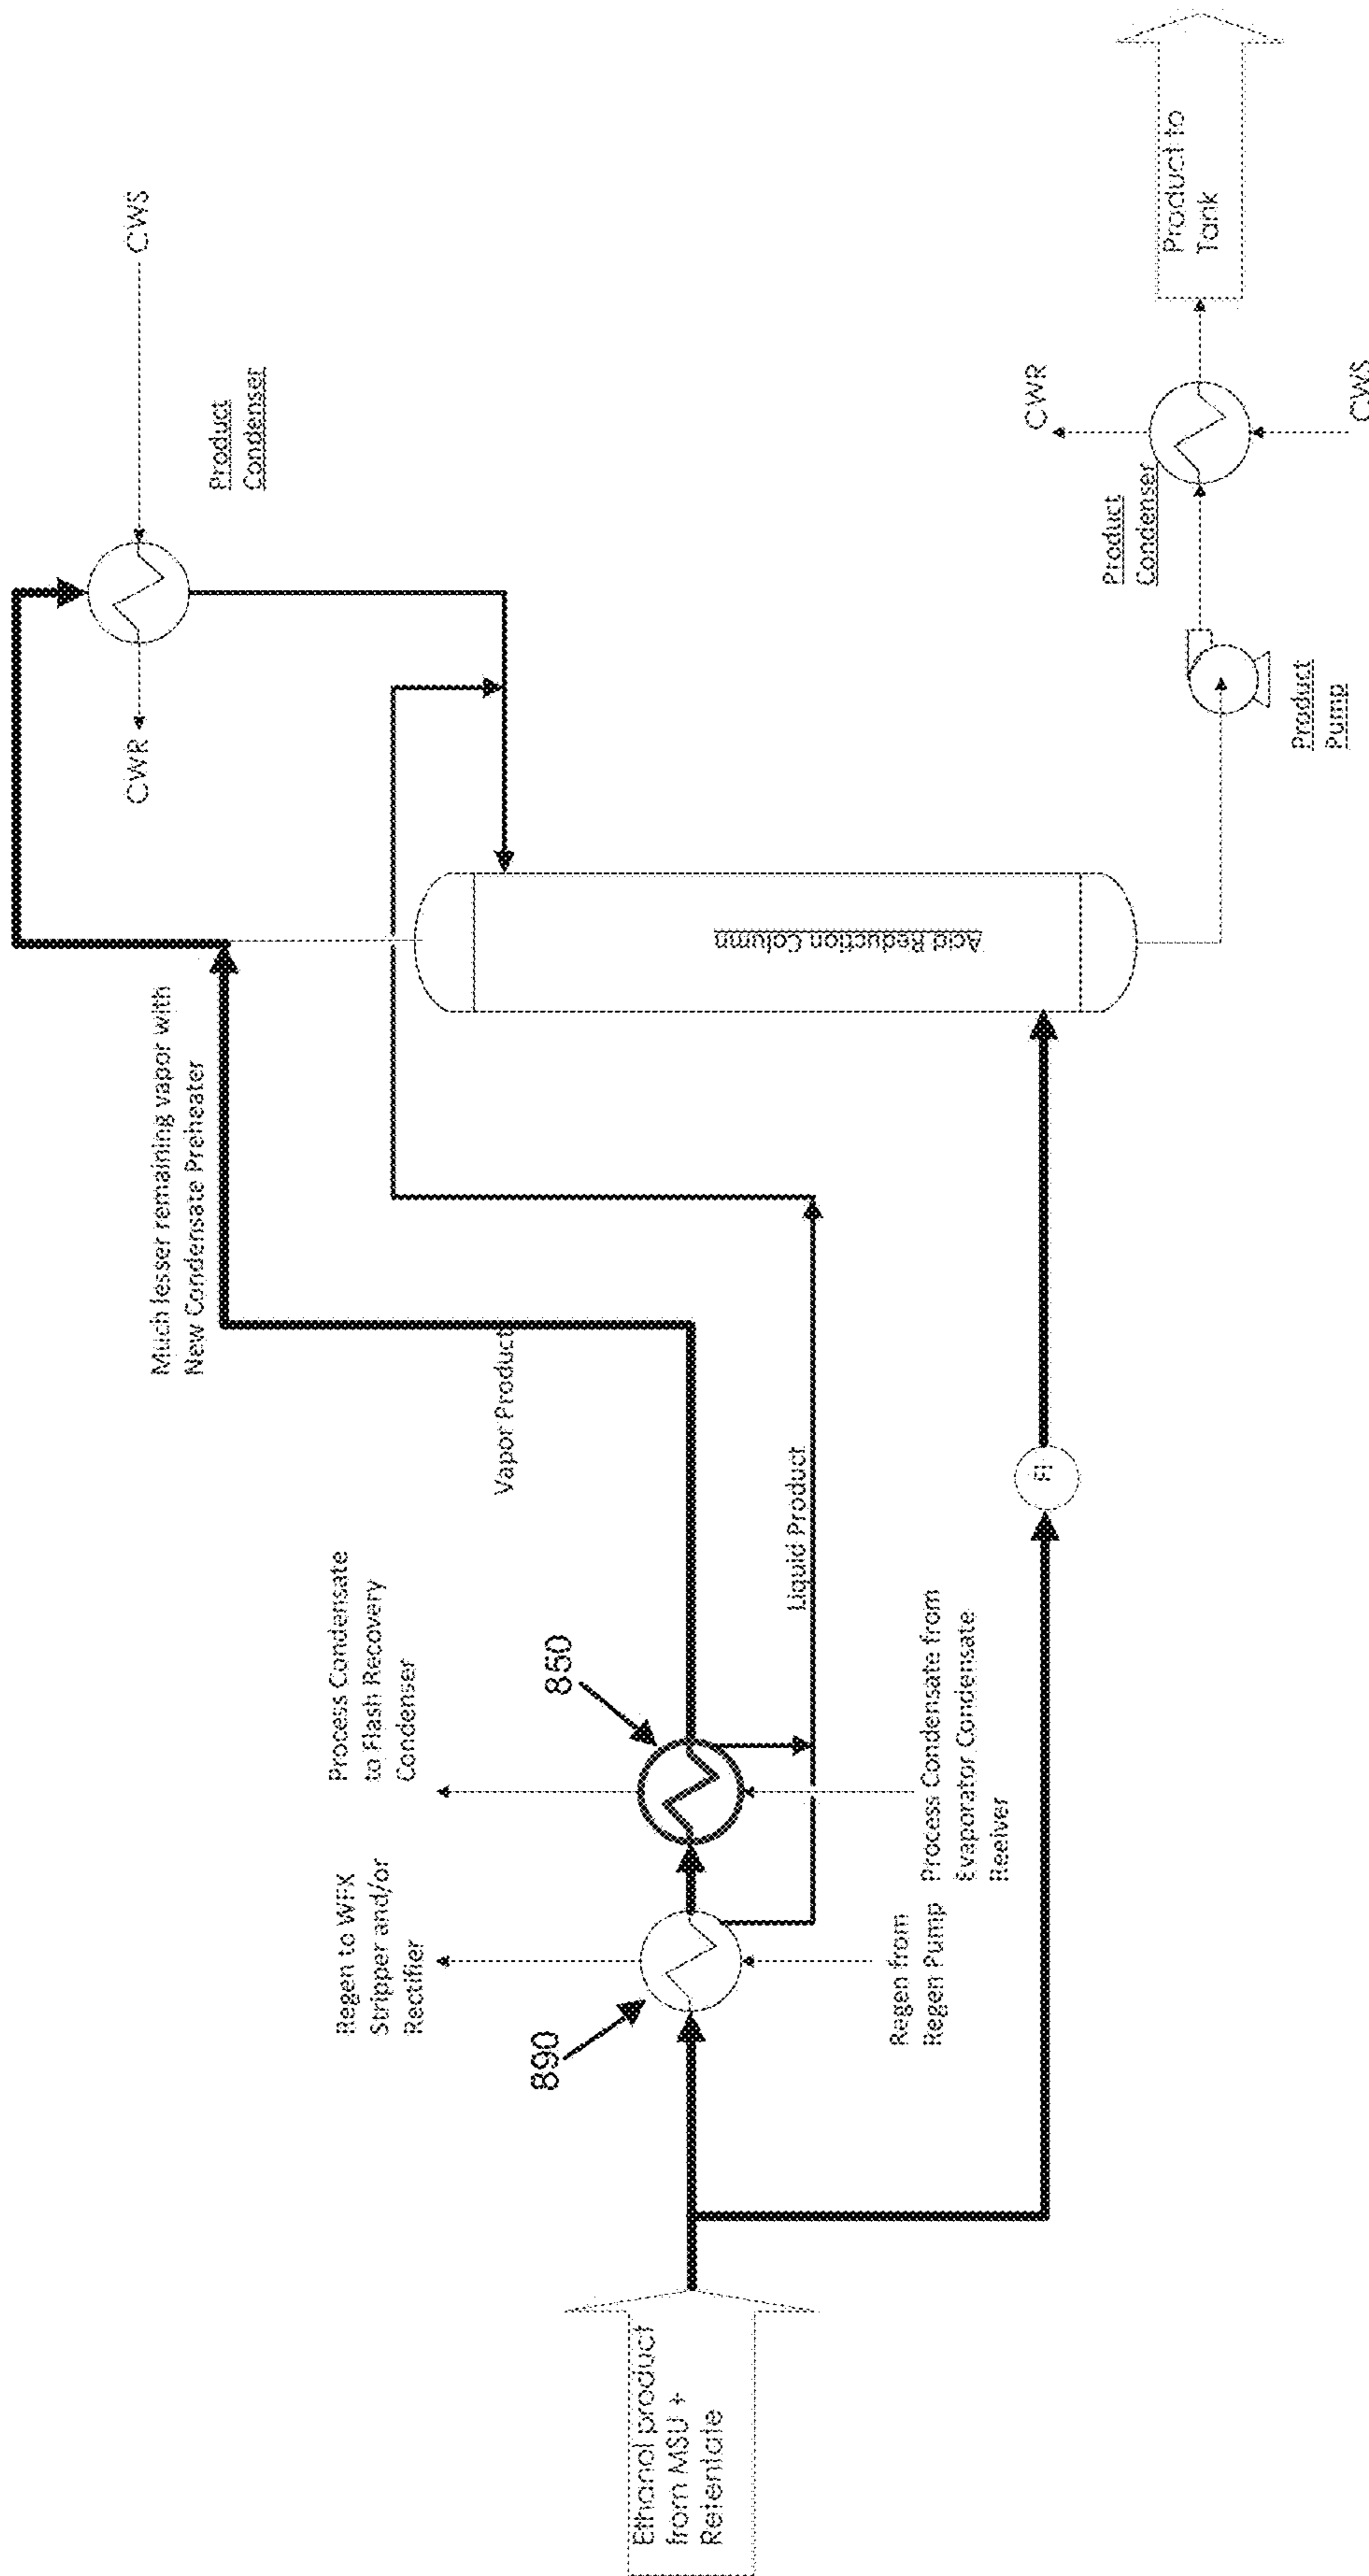 Ethanol product
from MSU +
Retentate
890
Regen to WFX
Stripper and/or
Rectifier
Regen from
Regen Pump
850
Process Condensate
to Flash Recovery
Condenser
Process Condensate from
Evaporator Condensate
Reeiver
Liquid Product
Vapor Product
FI
Much lesser remaining vapor with
New Condensate Preheater
Acid Reduction Column
CWR
CWS
Product
Condenser
Product
Pump
Product
Condenser
CWR
CWS
Product to
Tank